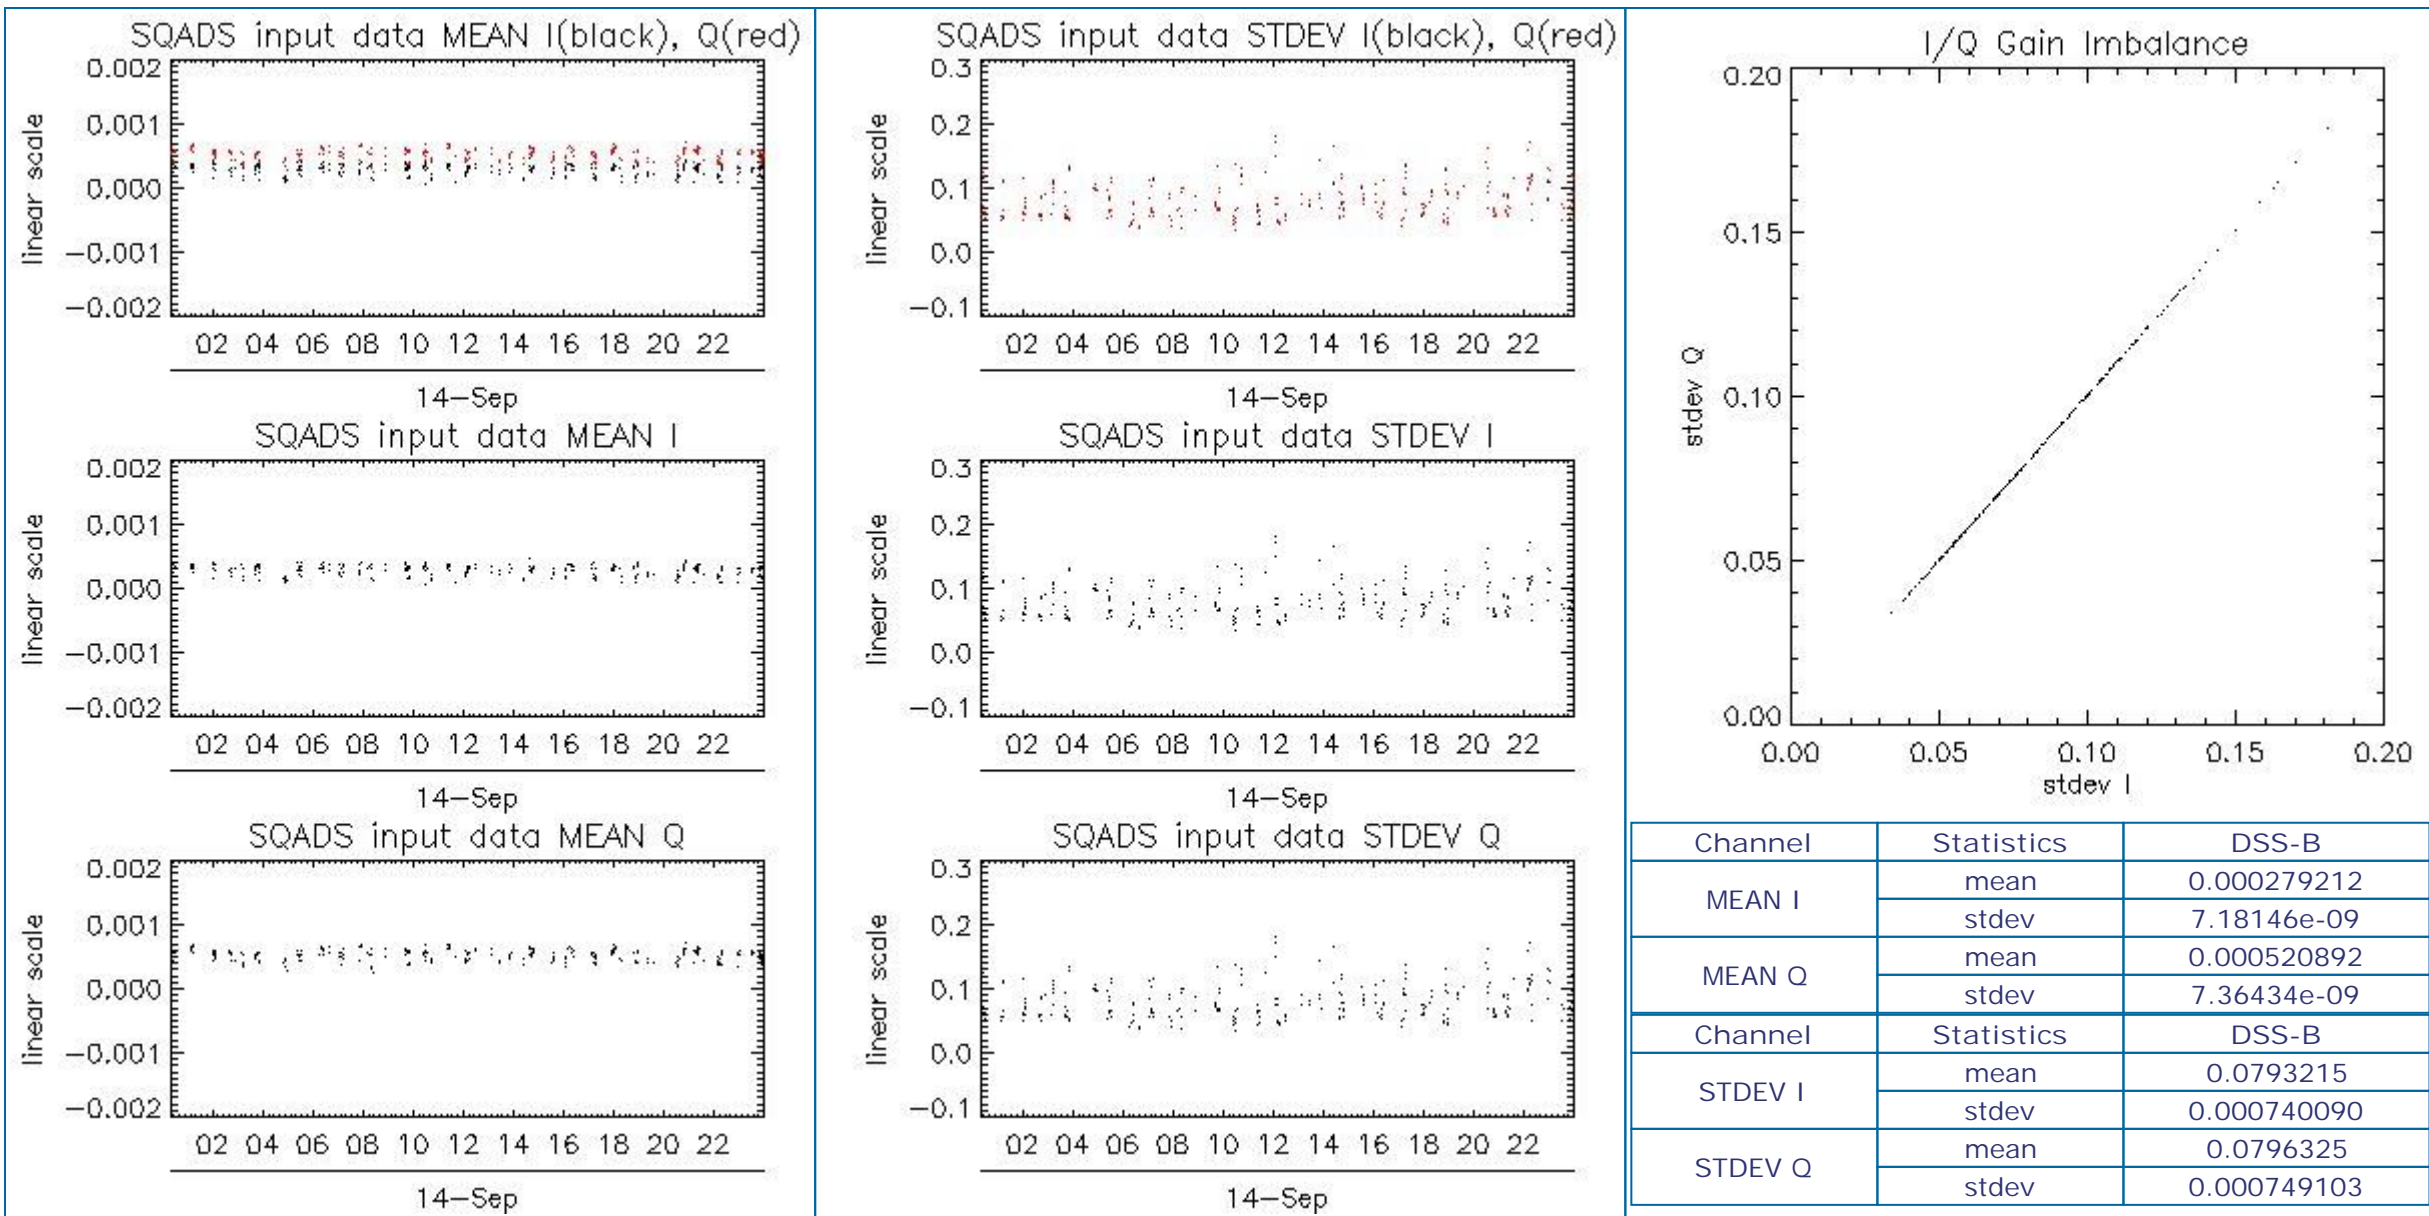 SQADS input data MEAN I(black), Q(red)
0.002
0.001
0.000
−0.001
−0.002
linear scale
02 04 06 08 10 12 14 16 18 20 22
14−Sep
SQADS input data MEAN I
0.002
0.001
0.000
−0.001
−0.002
linear scale
02 04 06 08 10 12 14 16 18 20 22
14−Sep
SQADS input data MEAN Q
0.002
0.001
0.000
−0.001
−0.002
linear scale
02 04 06 08 10 12 14 16 18 20 22
14−Sep
SQADS input data STDEV I(black), Q(red)
0.3
0.2
0.1
0.0
−0.1
linear scale
02 04 06 08 10 12 14 16 18 20 22
14−Sep
SQADS input data STDEV I
0.3
0.2
0.1
0.0
−0.1
linear scale
02 04 06 08 10 12 14 16 18 20 22
14−Sep
SQADS input data STDEV Q
0.3
0.2
0.1
0.0
−0.1
linear scale
02 04 06 08 10 12 14 16 18 20 22
14−Sep
I/Q Gain Imbalance
0.20
0.15
0.10
0.05
0.00
stdev Q
0.00 0.05 0.10 0.15 0.20
stdev I
Channel Statistics DSS-B
MEAN I mean 0.000279212
stdev 7.18146e-09
MEAN Q mean 0.000520892
stdev 7.36434e-09
Channel Statistics DSS-B
STDEV I mean 0.0793215
stdev 0.000740090
STDEV Q mean 0.0796325
stdev 0.000749103